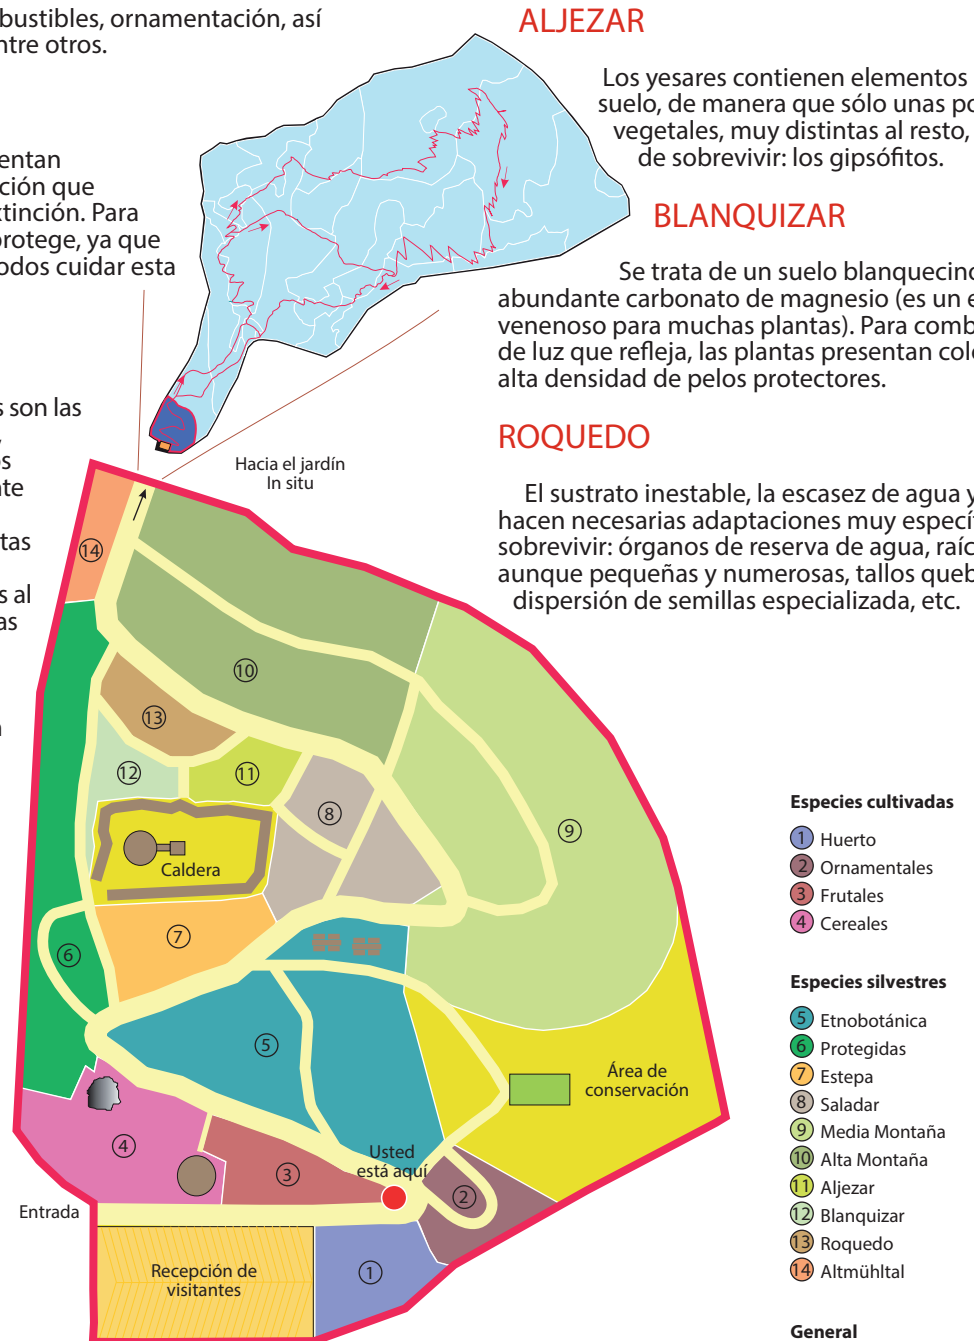 bustibles, ornamentación, así
ntre otros.
entan
ción que
xtinción. Para
protege, ya que
odos cuidar esta
s son las
os
nte
tas
s al
as
ALJEZAR
Los yesares contienen elementos
suelo, de manera que sólo unas po
vegetales, muy distintas al resto,
de sobrevivir: los gipsófitos.
BLANQUIZAR
Se trata de un suelo blanquecino
abundante carbonato de magnesio (es un e
venenoso para muchas plantas). Para comb
de luz que refleja, las plantas presentan colo
alta densidad de pelos protectores.
ROQUEDO
El sustrato inestable, la escasez de agua y
hacen necesarias adaptaciones muy específ
sobrevivir: órganos de reserva de agua, raíc
aunque pequeñas y numerosas, tallos queb
dispersión de semillas especializada, etc.
Hacia el jardín
In situ
14
10
13
12
11
8
9
Caldera
7
6
5
Área de
conservación
4
3
Usted
está aquí
2
Entrada
Recepción de
visitantes
1
Especies cultivadas
1 Huerto
2 Ornamentales
3 Frutales
4 Cereales
Especies silvestres
5 Etnobotánica
6 Protegidas
7 Estepa
8 Saladar
9 Media Montaña
10 Alta Montaña
11 Aljezar
12 Blanquizar
13 Roquedo
14 Altmühltal
General